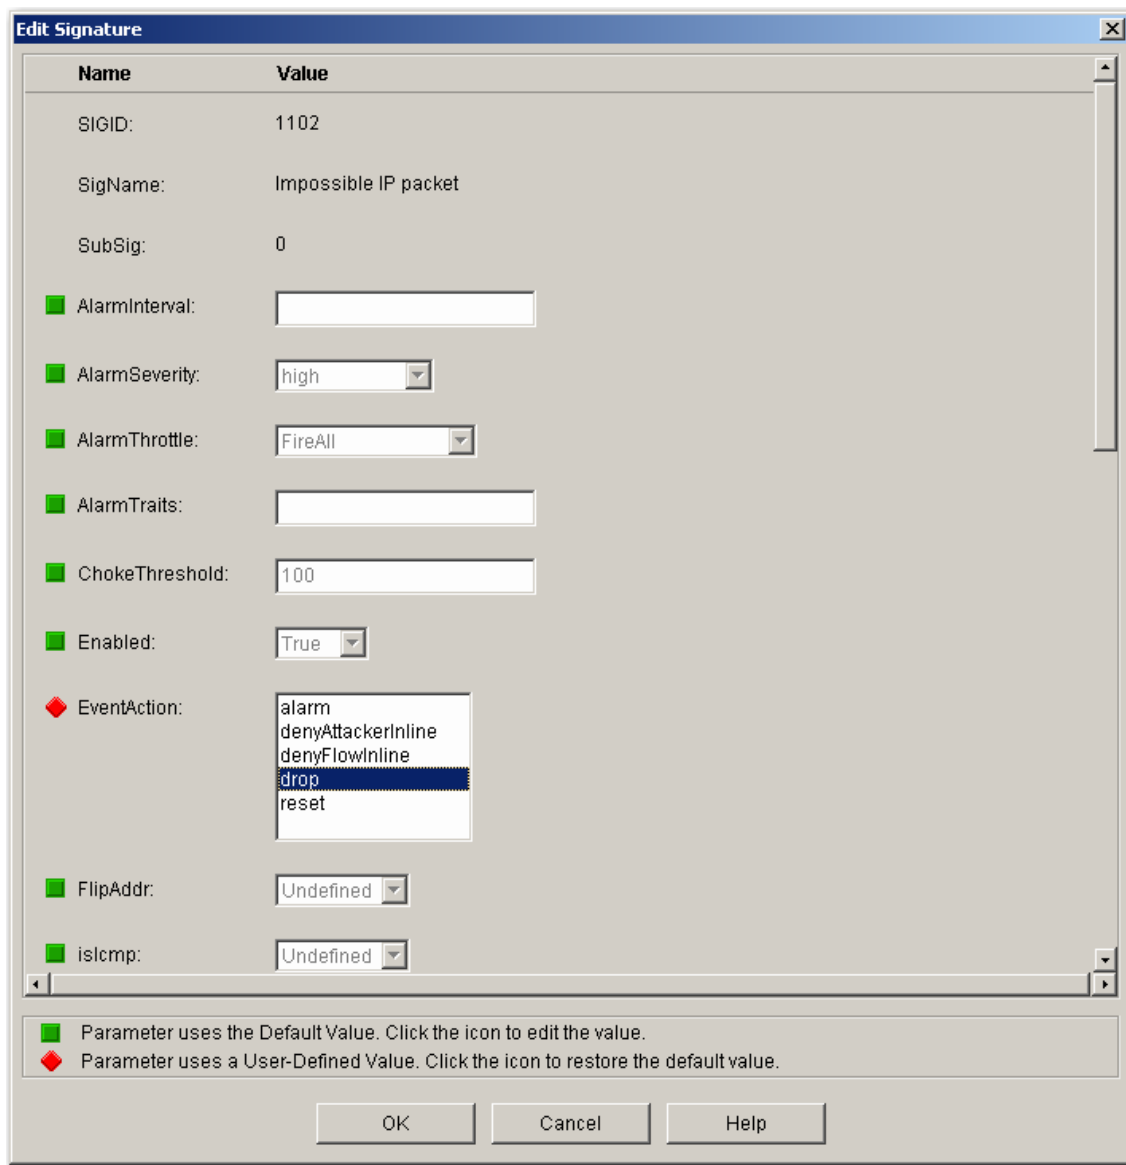 Edit Signature
Name Value
SIGID: 1102
SigName: Impossible IP packet
SubSig: 0
AlarmInterval:
AlarmSeverity: high
AlarmThrottle: FireAll
AlarmTraits:
ChokeThreshold: 100
Enabled: True
EventAction: alarm
denyAttackerInline
denyFlowInline
drop
reset
FlipAddr: Undefined
isIcmp: Undefined
Parameter uses the Default Value. Click the icon to edit the value.
Parameter uses a User-Defined Value. Click the icon to restore the default value.
OK Cancel Help